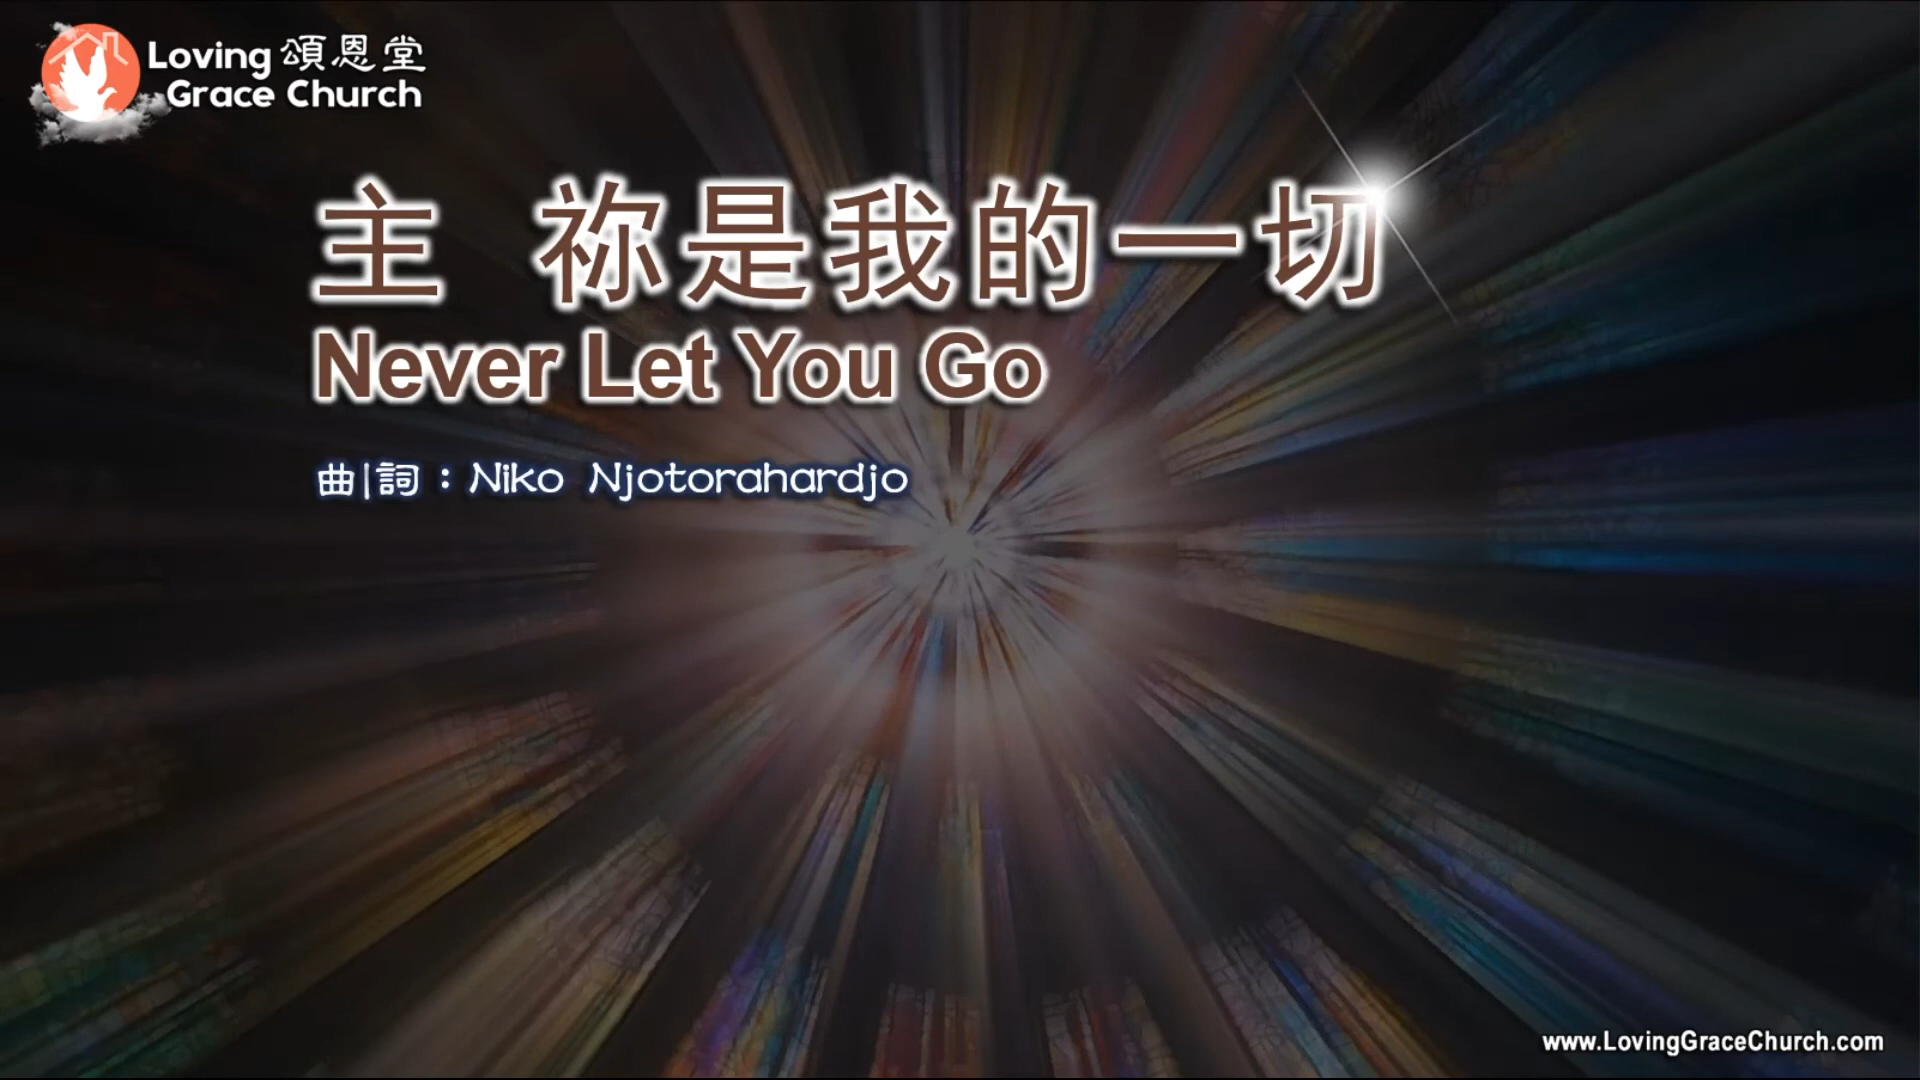 Loving 頌恩堂
Grace Church
主 祢是我的一切
Never Let You Go
曲|詞：Niko Njotorahardjo
www.LovingGraceChurch.com